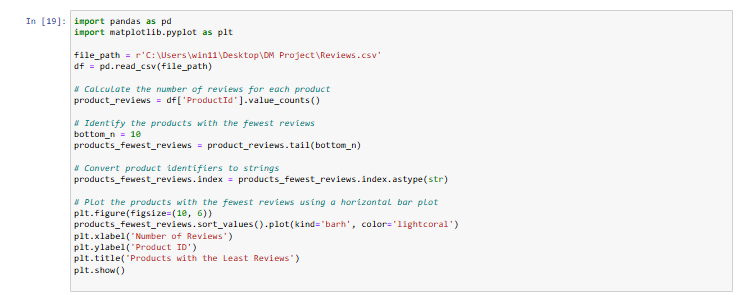 In [19]: import pandas as pd
import matplotlib.pyplot as plt
file_path = r'C:\Users\win11\Desktop\DM Project\Reviews.csv'
df = pd.read_csv(file_path)
# Calculate the number of reviews for each product
product_reviews = df['ProductId'].value_counts()
# Identify the products with the fewest reviews
bottom_n = 10
products_fewest_reviews = product_reviews.tail(bottom_n)
# Convert product identifiers to strings
products_fewest_reviews.index = products_fewest_reviews.index.astype(str)
# Plot the products with the fewest reviews using a horizontal bar plot
plt.figure(figsize=(10, 6))
products_fewest_reviews.sort_values().plot(kind='barh', color='lightcoral')
plt.xlabel('Number of Reviews')
plt.ylabel('Product ID')
plt.title('Products with the Least Reviews')
plt.show()